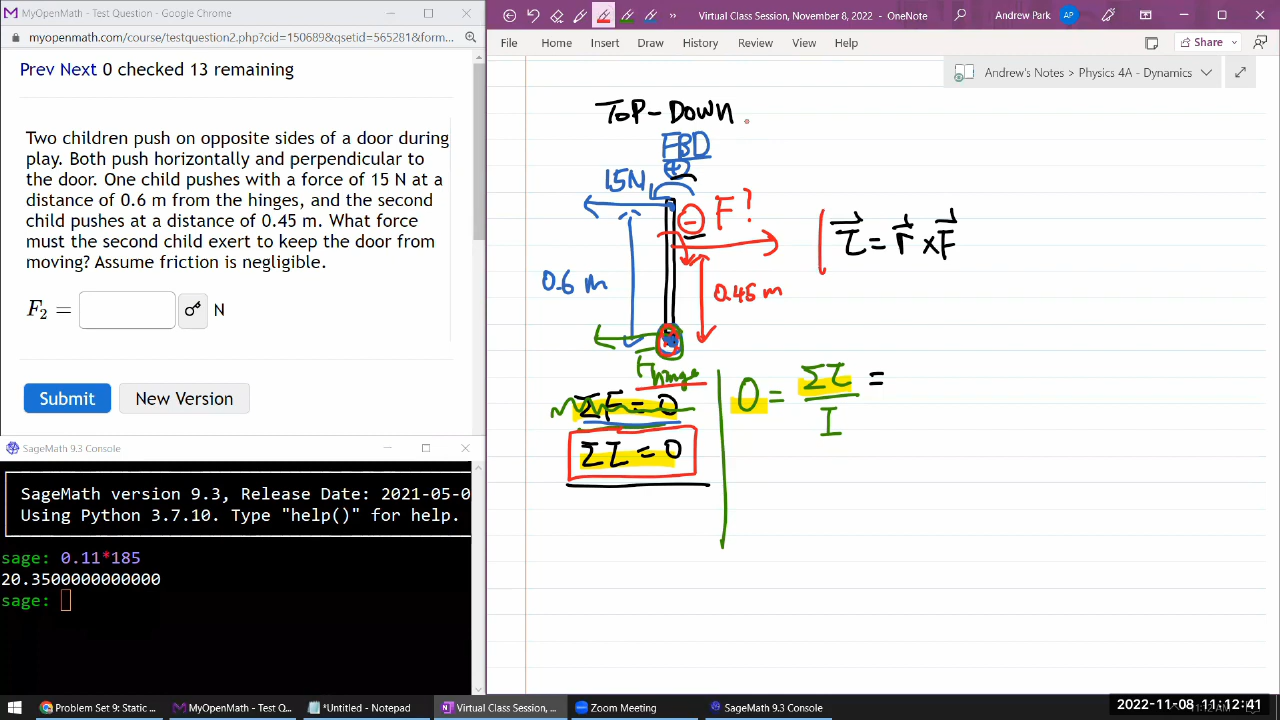 MyOpenMath - Test Question - Google Chrome
myopenmath.com/course/testquestion2.php?cid=150689&qsetid=565281&form...
Prev Next 0 checked 13 remaining
Two children push on opposite sides of a door during
play. Both push horizontally and perpendicular to
the door. One child pushes with a force of 15 N at a
distance of 0.6 m from the hinges, and the second
child pushes at a distance of 0.45 m. What force
must the second child exert to keep the door from
moving? Assume friction is negligible.
F₂ = N
Submit New Version
SageMath 9.3 Console
SageMath version 9.3, Release Date: 2021-05-0
Using Python 3.7.10. Type "help()" for help.
sage: 0.11*185
20.3500000000000
sage:
Virtual Class Session, November 8, 2022 - OneNote
Andrew Park AP
File Home Insert Draw History Review View Help
Share
Andrew's Notes > Physics 4A - Dynamics
TOP-DOWN
FBD
+
15N
− F?
0.6 m
0.45 m
F hinge
ΣF = 0
Στ = 0
τ⃗ = r⃗ × F⃗
0 = Στ / I =
Problem Set 9: Static ...
MyOpenMath - Test Q...
*Untitled - Notepad
Virtual Class Session, ...
Zoom Meeting
SageMath 9.3 Console
2022-11-08 11:12:41